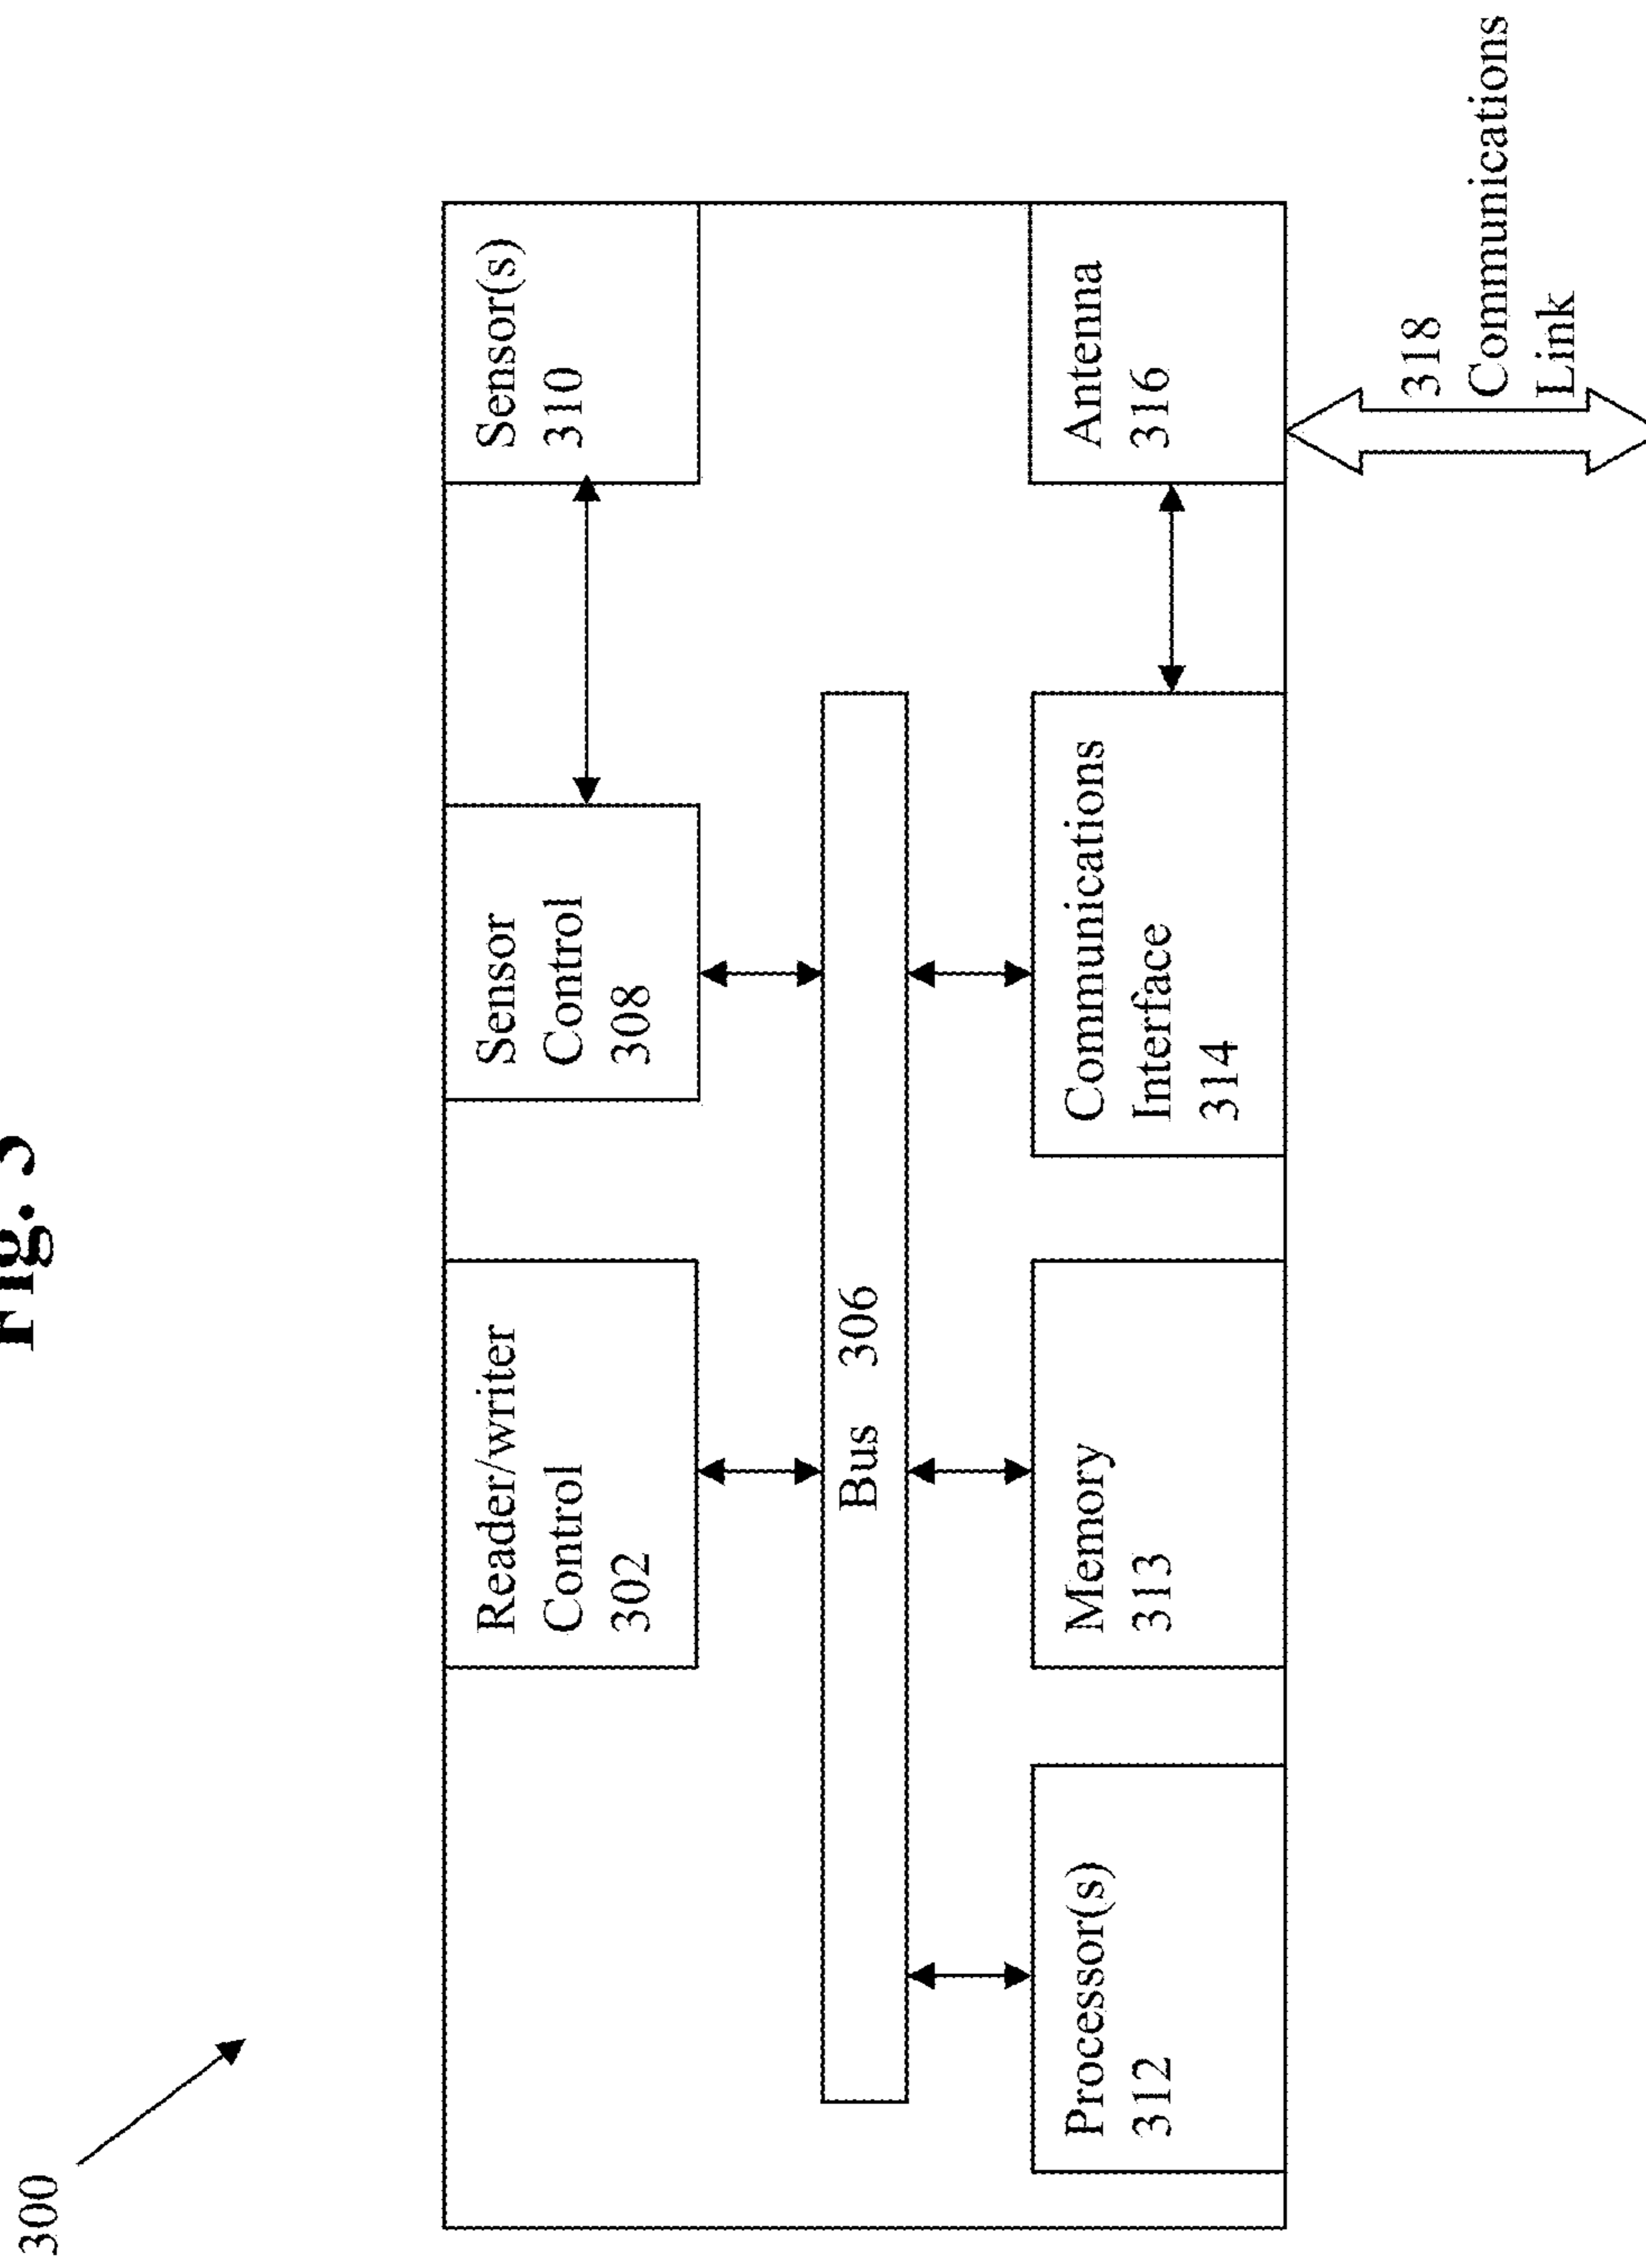 Fig. 3
300
Reader/writer
Control
302
Sensor
Control
308
Sensor(s)
310
Bus 306
Processor(s)
312
Memory
313
Communications
Interface
314
Antenna
316
318
Communications
Link